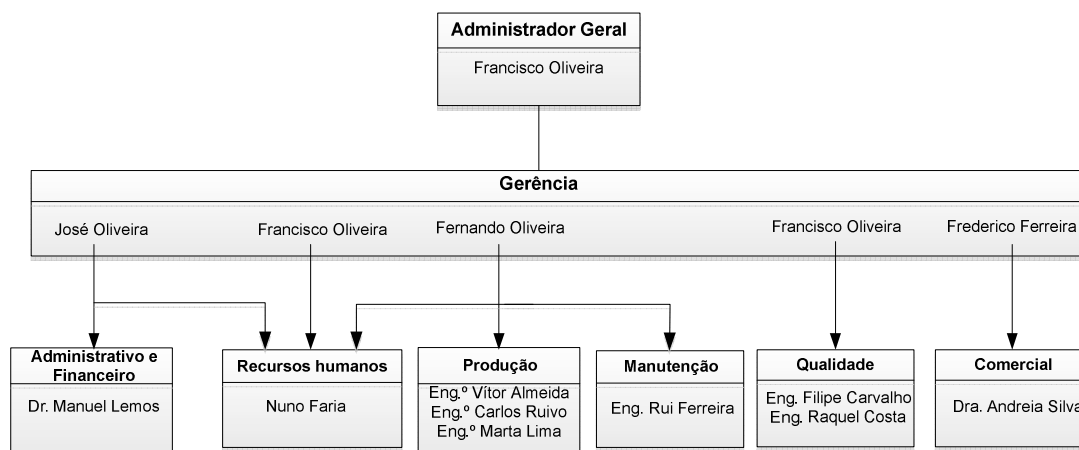 Administrador Geral
Francisco Oliveira
Gerência
José Oliveira
Francisco Oliveira
Fernando Oliveira
Francisco Oliveira
Frederico Ferreira
Administrativo e
Financeiro
Dr. Manuel Lemos
Recursos humanos
Nuno Faria
Produção
Eng.º Vítor Almeida
Eng.º Carlos Ruivo
Eng.º Marta Lima
Manutenção
Eng. Rui Ferreira
Qualidade
Eng. Filipe Carvalho
Eng. Raquel Costa
Comercial
Dra. Andreia Silva